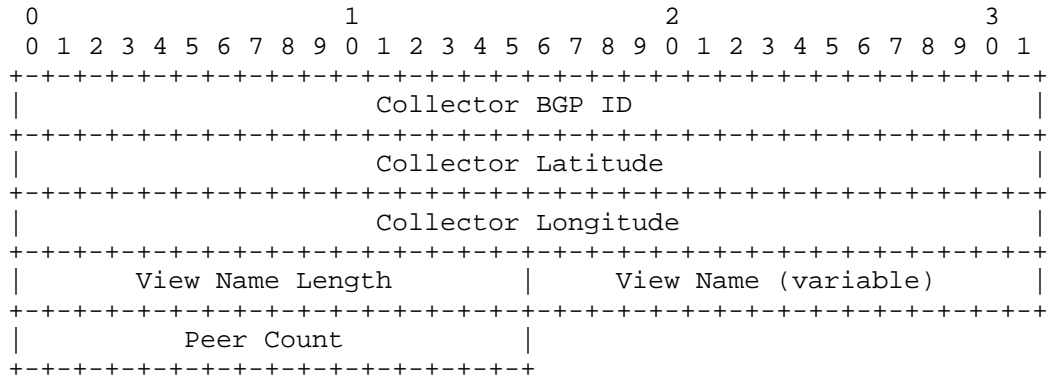 0                   1                   2                   3
 0 1 2 3 4 5 6 7 8 9 0 1 2 3 4 5 6 7 8 9 0 1 2 3 4 5 6 7 8 9 0 1
+-+-+-+-+-+-+-+-+-+-+-+-+-+-+-+-+-+-+-+-+-+-+-+-+-+-+-+-+-+-+-+-+
|                      Collector BGP ID                         |
+-+-+-+-+-+-+-+-+-+-+-+-+-+-+-+-+-+-+-+-+-+-+-+-+-+-+-+-+-+-+-+-+
|                      Collector Latitude                       |
+-+-+-+-+-+-+-+-+-+-+-+-+-+-+-+-+-+-+-+-+-+-+-+-+-+-+-+-+-+-+-+-+
|                      Collector Longitude                      |
+-+-+-+-+-+-+-+-+-+-+-+-+-+-+-+-+-+-+-+-+-+-+-+-+-+-+-+-+-+-+-+-+
|       View Name Length        |     View Name (variable)      |
+-+-+-+-+-+-+-+-+-+-+-+-+-+-+-+-+-+-+-+-+-+-+-+-+-+-+-+-+-+-+-+-+
|          Peer Count           |
+-+-+-+-+-+-+-+-+-+-+-+-+-+-+-+-+